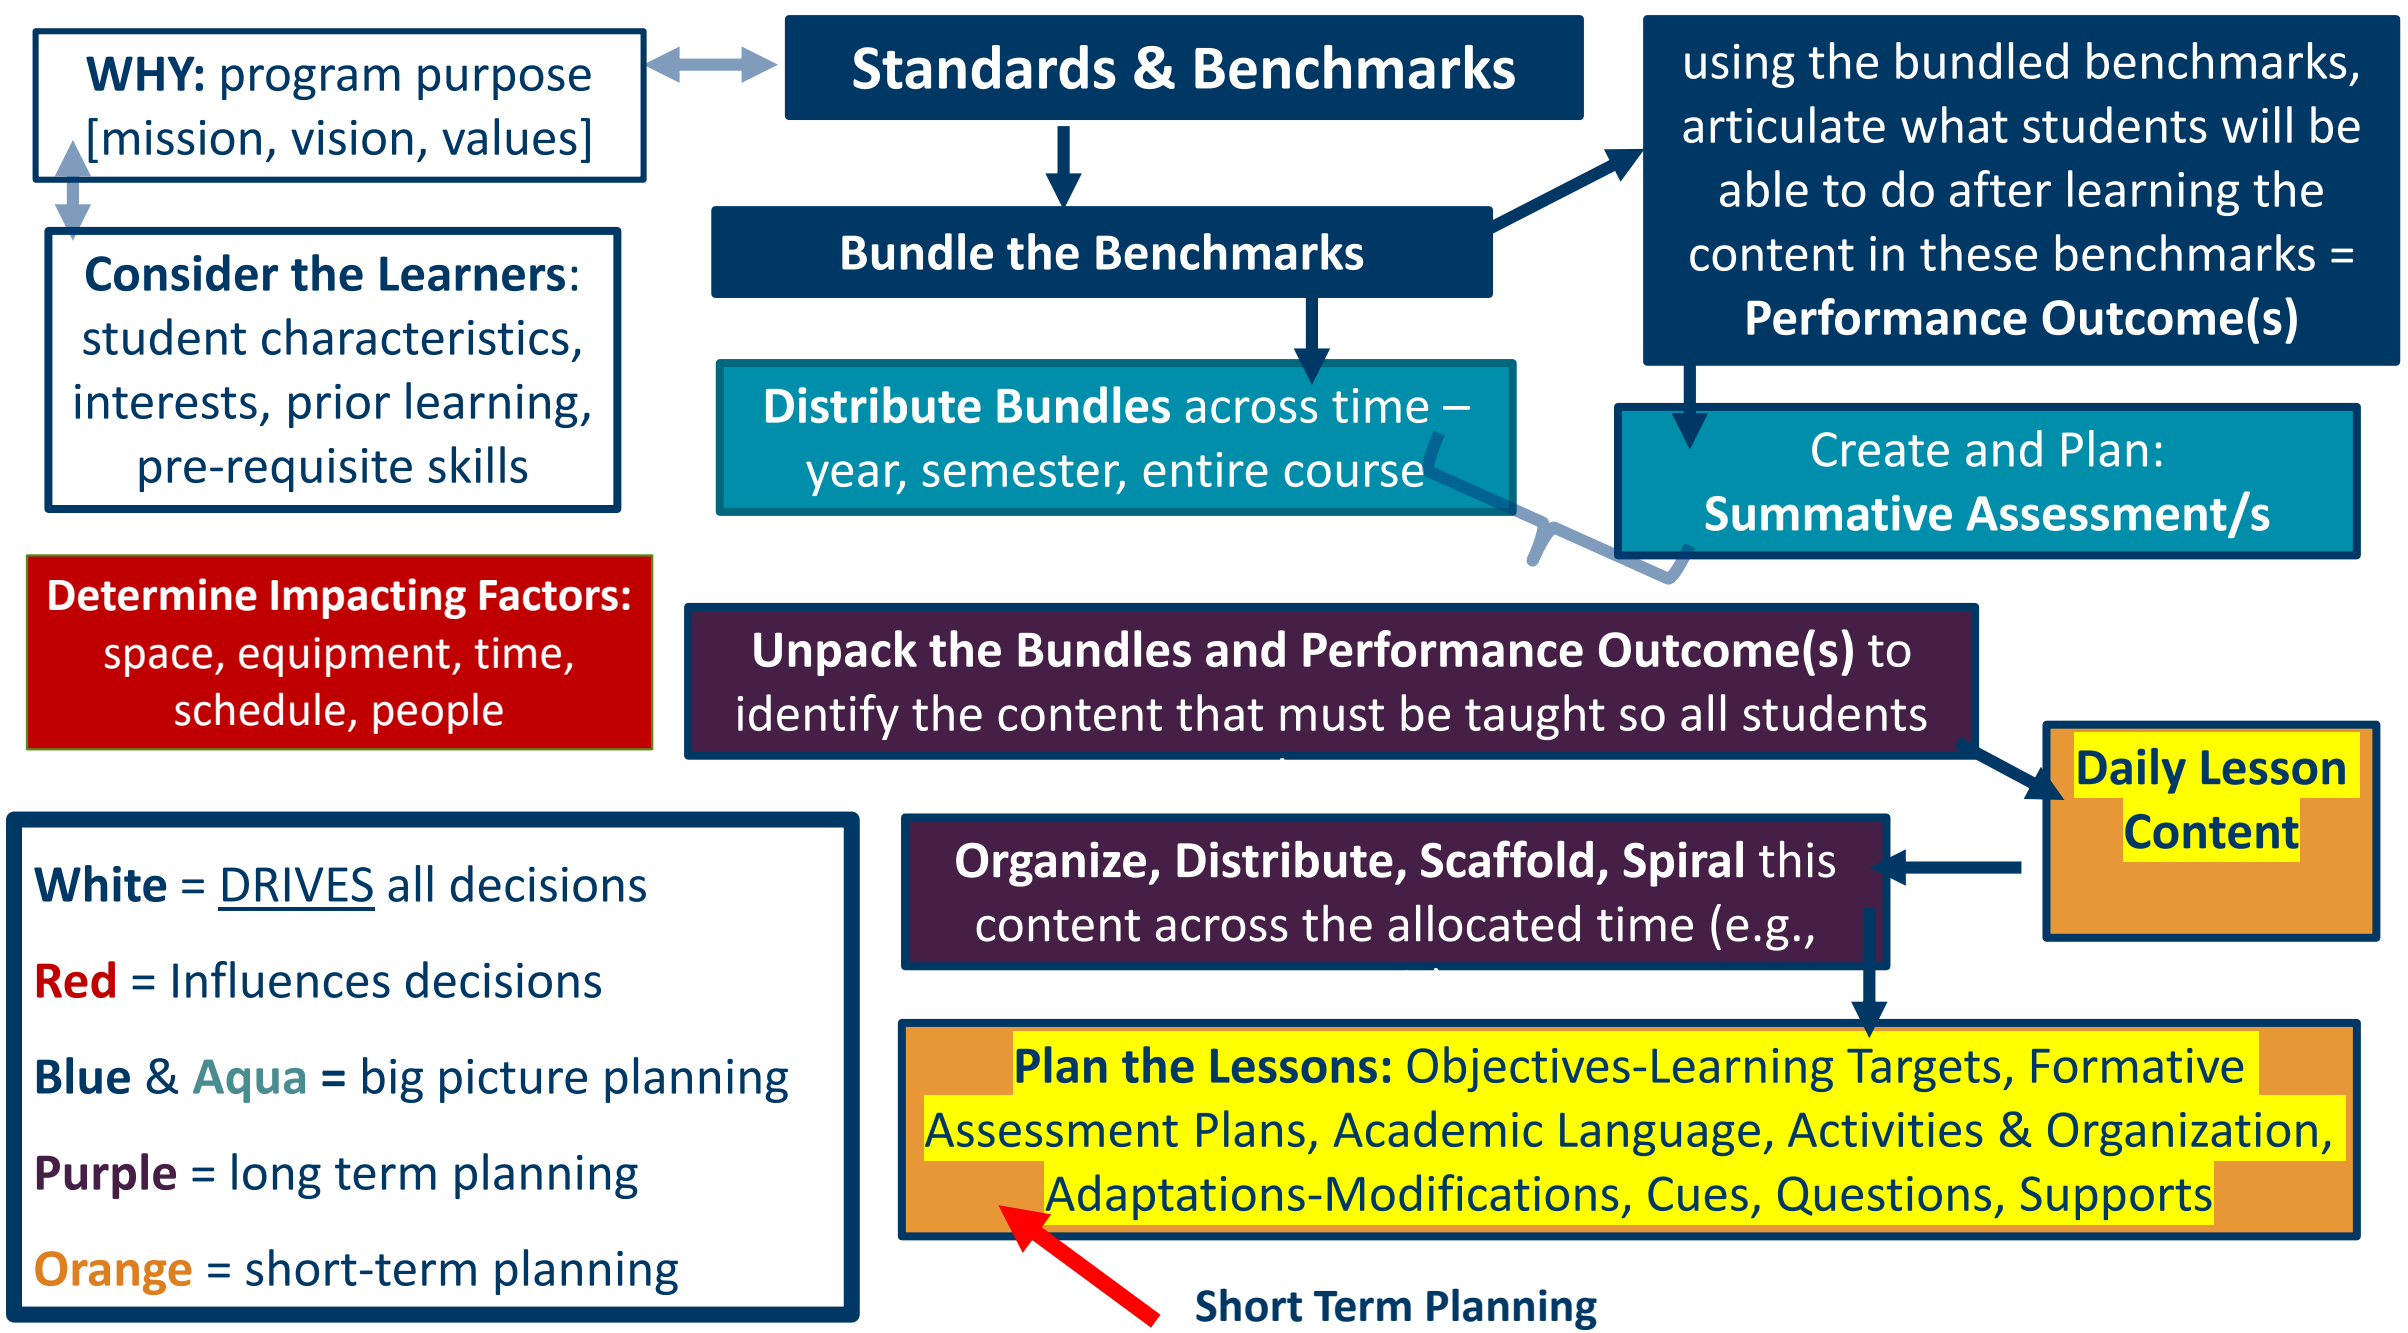 WHY: program purpose
[mission, vision, values]
Standards & Benchmarks
using the bundled benchmarks,
articulate what students will be
able to do after learning the
content in these benchmarks =
Performance Outcome(s)
Bundle the Benchmarks
Consider the Learners:
student characteristics,
interests, prior learning,
pre-requisite skills
Distribute Bundles across time –
year, semester, entire course
Create and Plan:
Summative Assessment/s
Determine Impacting Factors:
space, equipment, time,
schedule, people
Unpack the Bundles and Performance Outcome(s) to
identify the content that must be taught so all students
Daily Lesson
Content
Organize, Distribute, Scaffold, Spiral this
content across the allocated time (e.g.,
Plan the Lessons: Objectives-Learning Targets, Formative
Assessment Plans, Academic Language, Activities & Organization,
Adaptations-Modifications, Cues, Questions, Supports
Short Term Planning
White = DRIVES all decisions
Red = Influences decisions
Blue & Aqua = big picture planning
Purple = long term planning
Orange = short-term planning